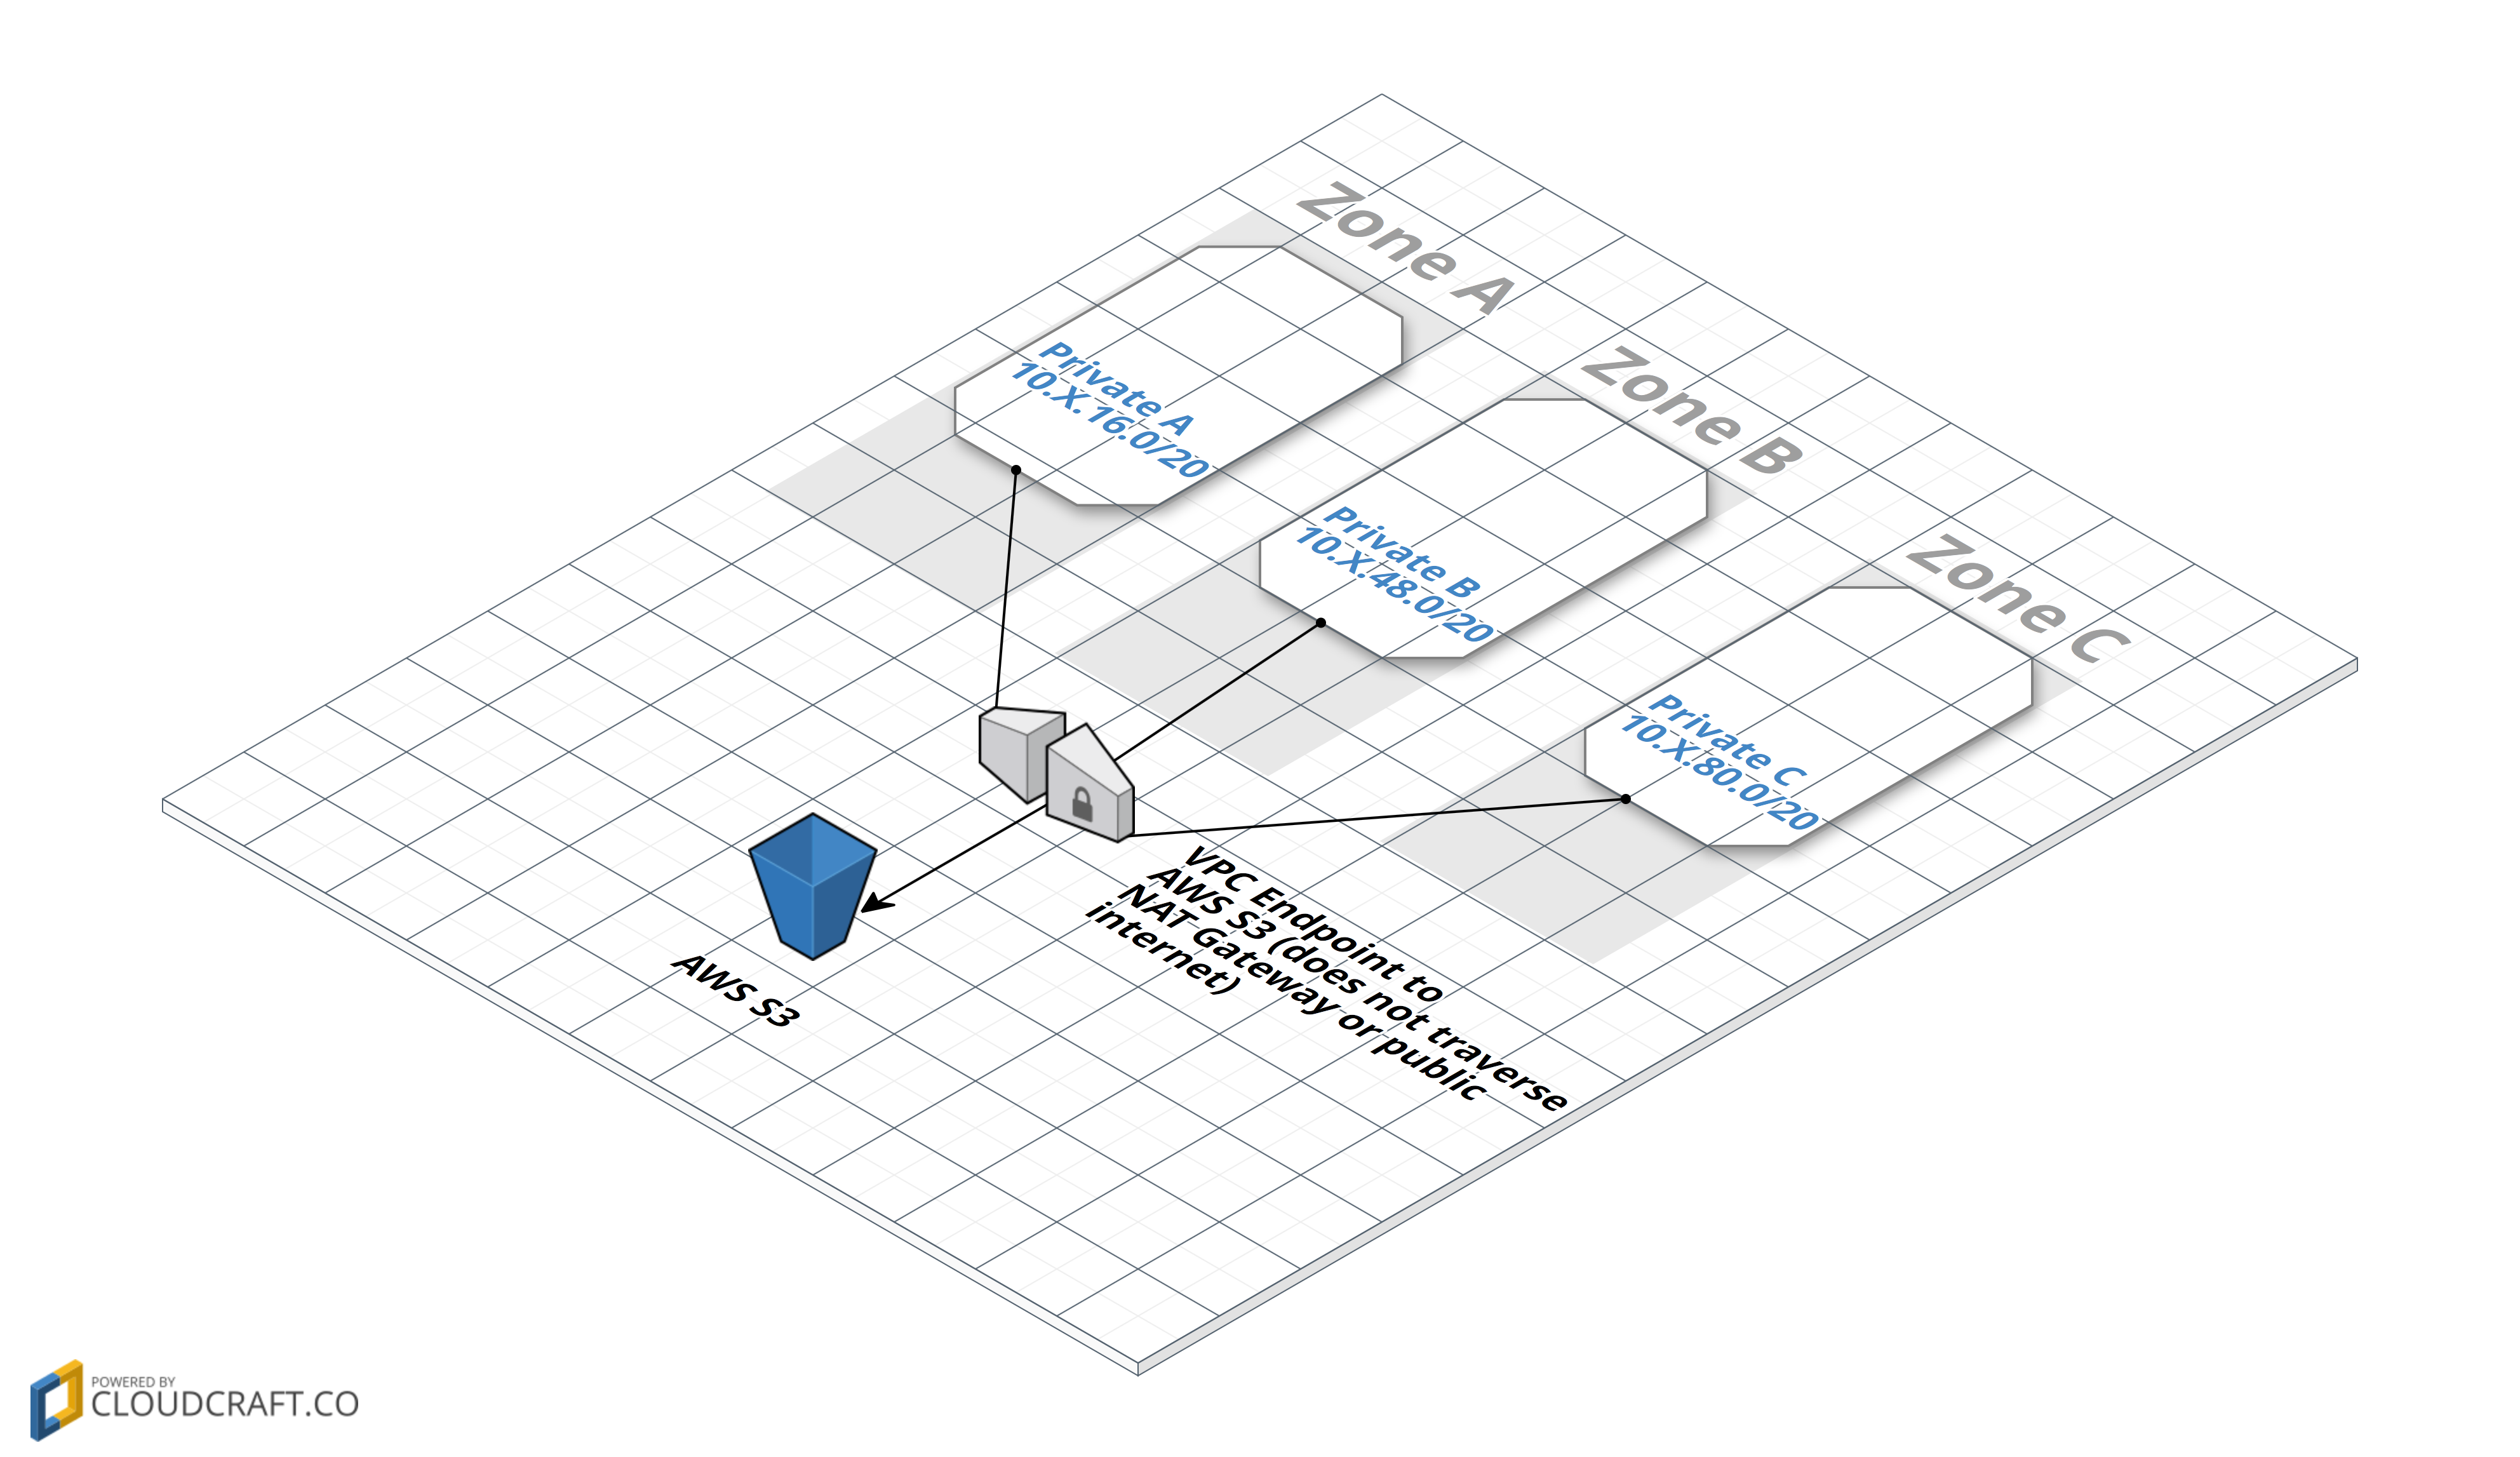 Zone A
Zone B
Zone C
Private A
10.X.16.0/20
Private B
10.X.48.0/20
Private C
10.X.80.0/20
VPC Endpoint to
AWS S3 (does not traverse
NAT Gateway or public
internet)
AWS S3
POWERED BY
CLOUDCRAFT.CO